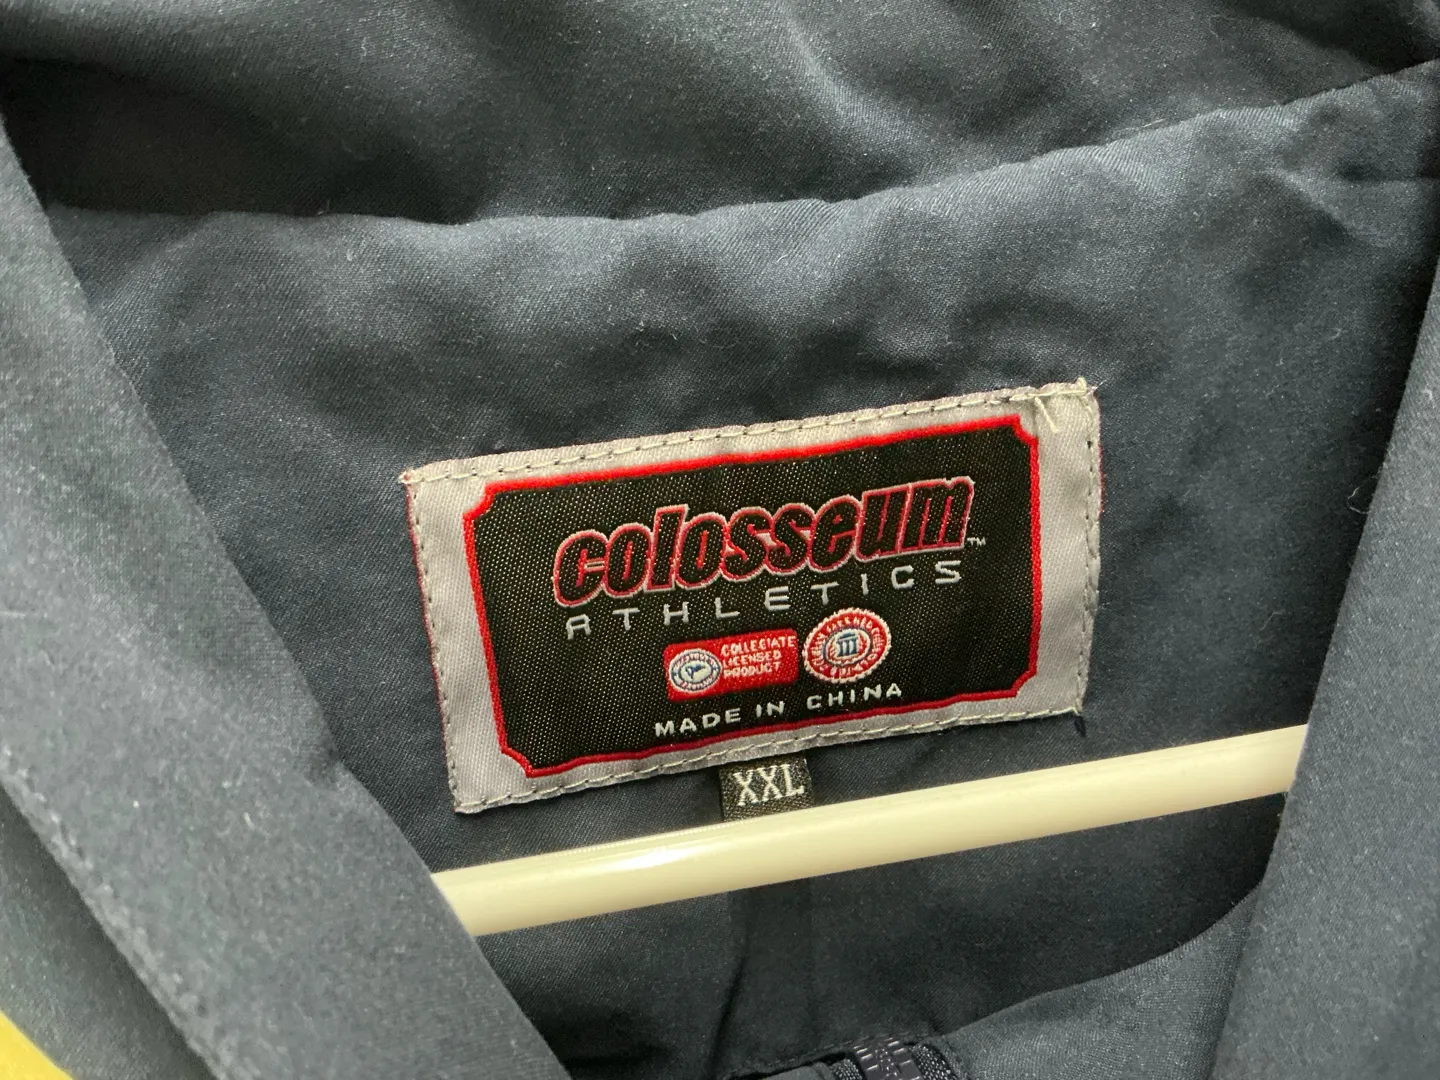 colosseum™
ATHLETICS
COLLEGIATE
LICENSED
PRODUCT
MADE IN CHINA
XXL